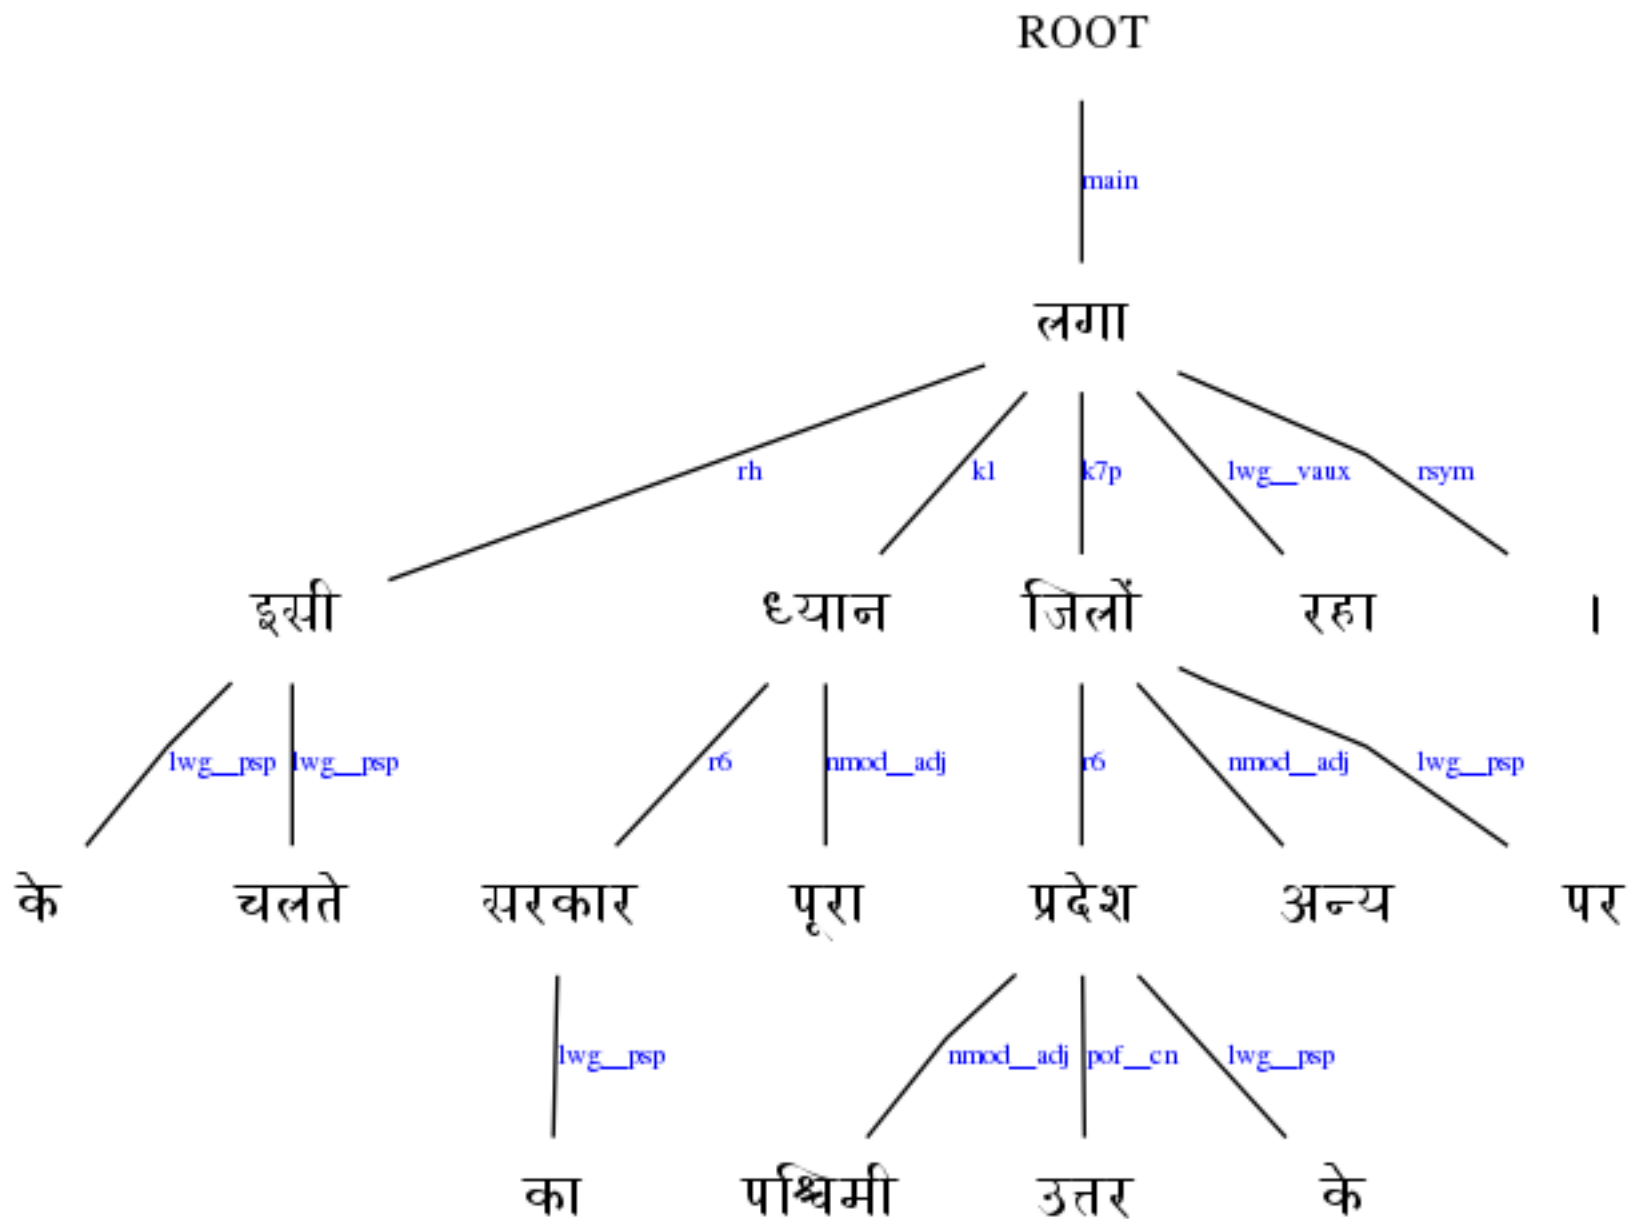 ROOT
main
लगा
rh k1 k7p lwg__vaux rsym
इसी ध्यान जिलों रहा ।
lwg__psp lwg__psp r6 nmod__adj r6 nmod__adj lwg__psp
के चलते सरकार पूरा प्रदेश अन्य पर
lwg__psp nmod__adj pof__cn lwg__psp
का पश्चिमी उत्तर के